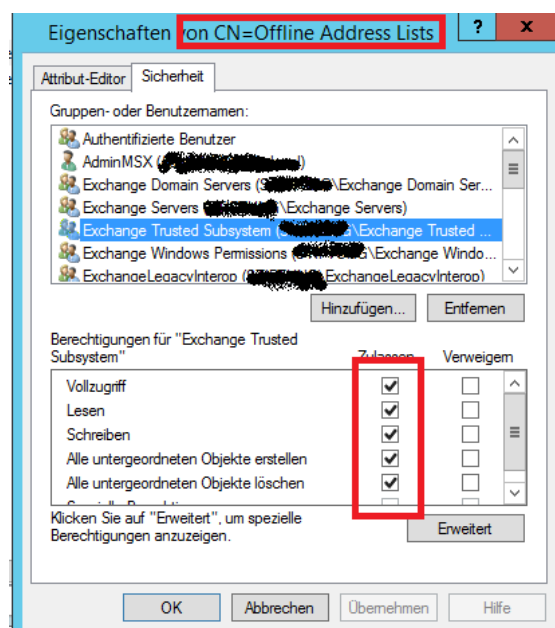 Eigenschaften von CN=Offline Address Lists ? x
Attribut-Editor Sicherheit
Gruppen- oder Benutzernamen:
Authentifizierte Benutzer
AdminMSX ( )
Exchange Domain Servers (S \Exchange Domain Ser...
Exchange Servers \Exchange Servers)
Exchange Trusted Subsystem ( G\Exchange Trusted ...
Exchange Windows Permissions ( G\Exchange Windo...
ExchangeLegacyInterop ( \ExchangeLegacyInterop)
Hinzufügen... Entfernen
Berechtigungen für "Exchange Trusted
Subsystem" Zulassen Verweigern
Vollzugriff
Lesen
Schreiben
Alle untergeordneten Objekte erstellen
Alle untergeordneten Objekte löschen
Klicken Sie auf "Erweitert", um spezielle
Berechtigungen anzuzeigen. Erweitert
OK Abbrechen Übernehmen Hilfe